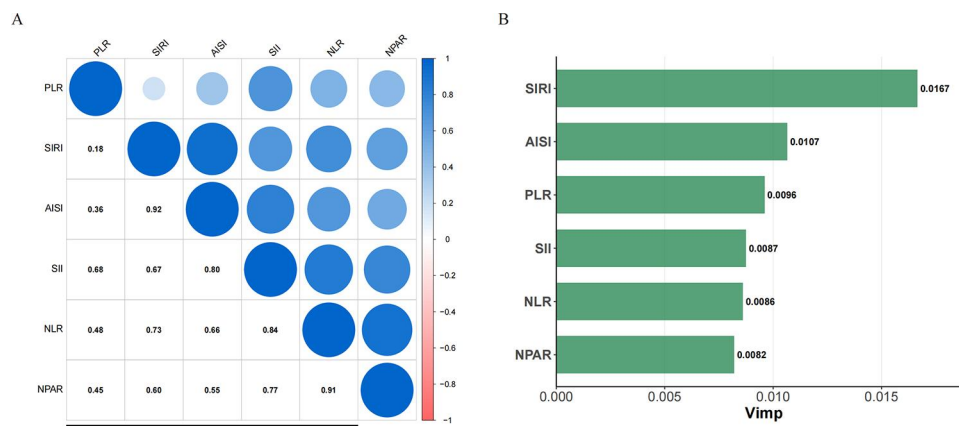 A
PLR SIRI AISI SII NLR NPAR
PLR
SIRI 0.18
AISI 0.36 0.92
SII 0.68 0.67 0.80
NLR 0.48 0.73 0.66 0.84
NPAR 0.45 0.60 0.55 0.77 0.91
1
0.8
0.6
0.4
0.2
0
−0.2
−0.4
−0.6
−0.8
−1
B
SIRI 0.0167
AISI 0.0107
PLR 0.0096
SII 0.0087
NLR 0.0086
NPAR 0.0082
0.000 0.005 0.010 0.015
Vimp